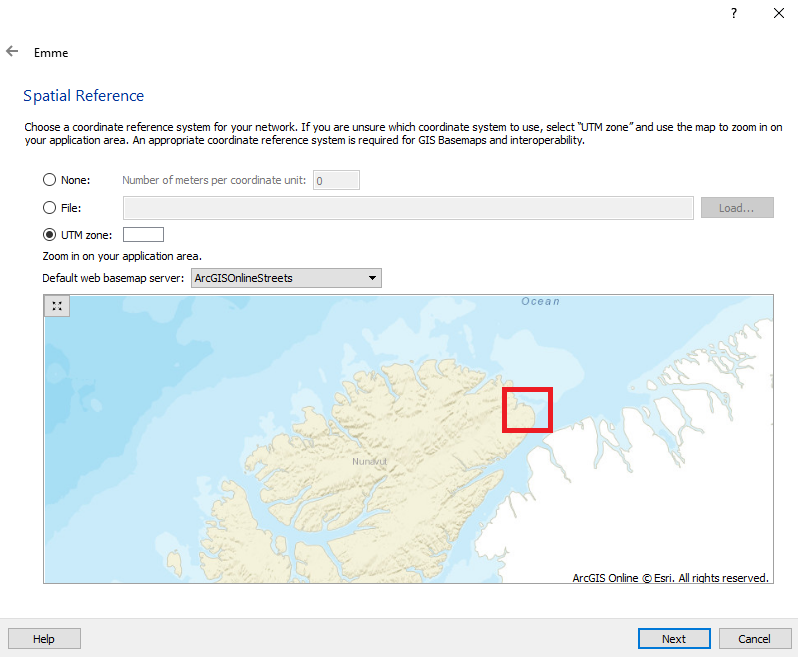 ?
Emme
Spatial Reference
Choose a coordinate reference system for your network. If you are unsure which coordinate system to use, select "UTM zone" and use the map to zoom in on
your application area. An appropriate coordinate reference system is required for GIS Basemaps and interoperability.
None: Number of meters per coordinate unit: 0
File: Load...
UTM zone:
Zoom in on your application area.
Default web basemap server: ArcGISOnlineStreets
Ocean
Nunavut
ArcGIS Online © Esri. All rights reserved.
Help Next Cancel